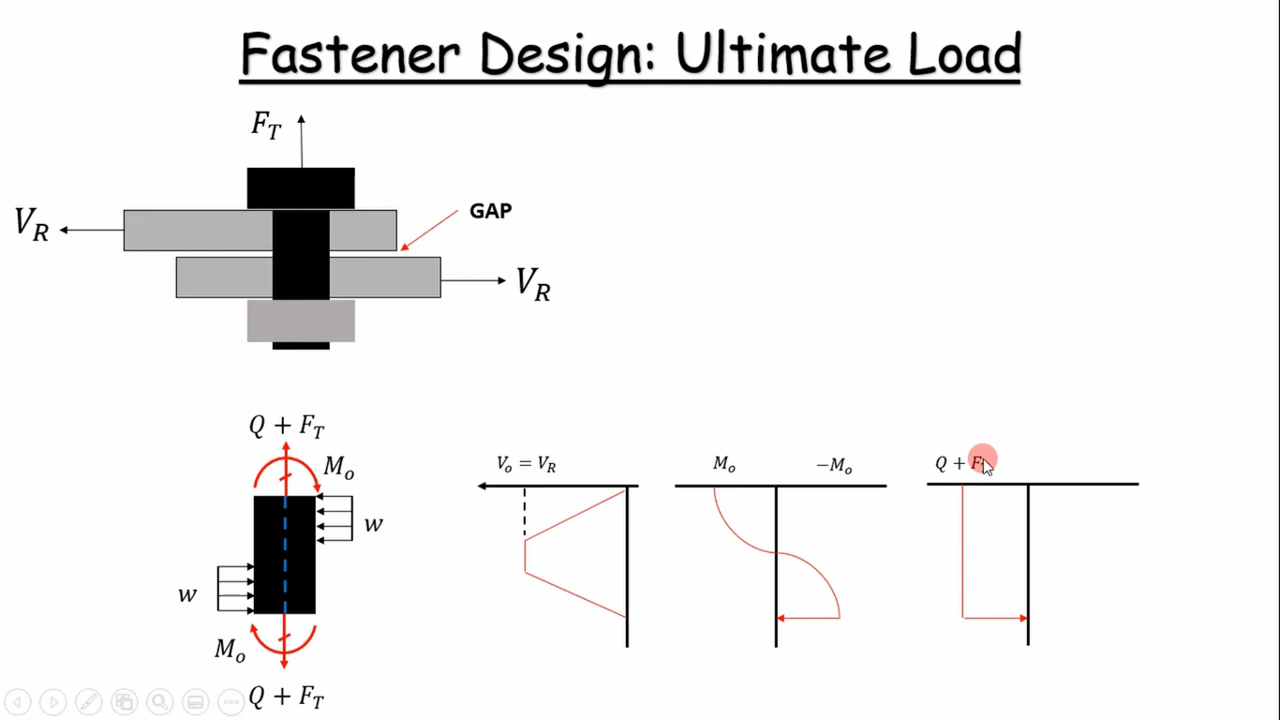 Fastener Design: Ultimate Load
F_T
V_R
GAP
V_R
Q + F_T
M_o
w
w
M_o
Q + F_T
V_o = V_R
M_o
−M_o
Q + F